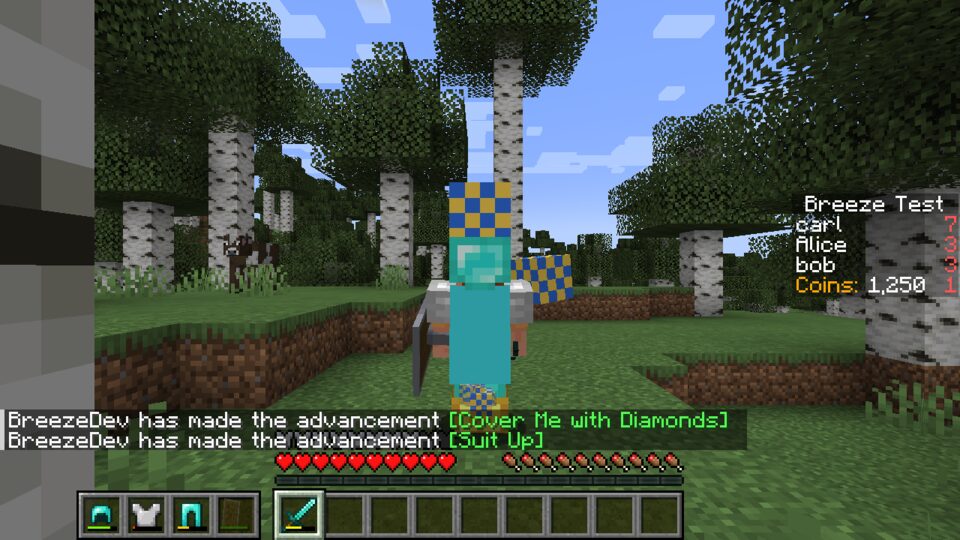 Breeze Test
carl 7
Alice 3
bob 3
Coins: 1,250 1
BreezeDev has made the advancement [Cover Me with Diamonds]
BreezeDev has made the advancement [Suit Up]